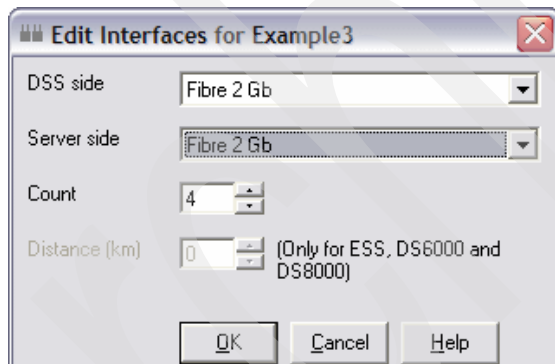 Edit Interfaces for Example3
DSS side
Fibre 2 Gb
Server side
Fibre 2 Gb
Count
4
Distance (km)
0
(Only for ESS, DS6000 and
DS8000)
OK
Cancel
Help